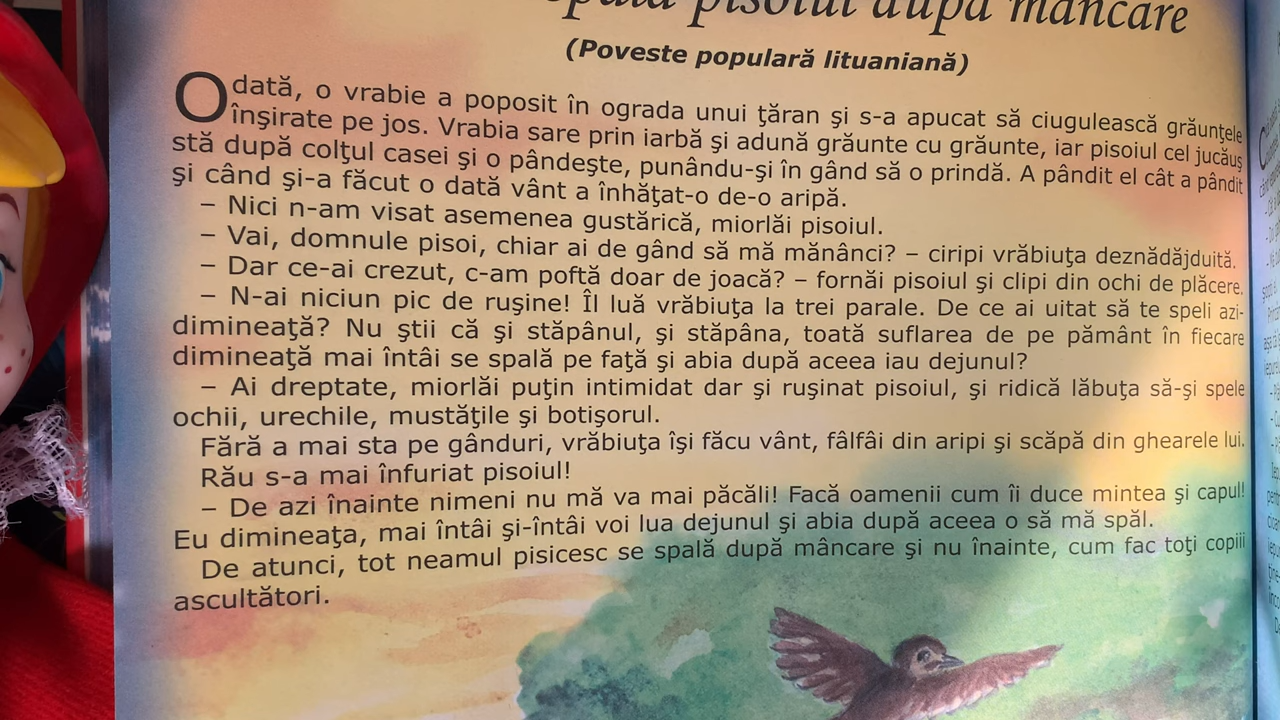 pisoiul după mâncare
(Poveste populară lituaniană)
Odată, o vrabie a poposit în ograda unui ţăran şi s-a apucat să ciugulească grăunţele
înşirate pe jos. Vrabia sare prin iarbă şi adună grăunte cu grăunte, iar pisoiul cel jucăuş
stă după colţul casei şi o pândeşte, punându-şi în gând să o prindă. A pândit el cât a pândit
şi când şi-a făcut o dată vânt a înhăţat-o de-o aripă.
– Nici n-am visat asemenea gustărică, miorlăi pisoiul.
– Vai, domnule pisoi, chiar ai de gând să mă mănânci? – ciripi vrăbiuţa deznădăjduită.
– Dar ce-ai crezut, c-am poftă doar de joacă? – fornăi pisoiul şi clipi din ochi de plăcere.
– N-ai niciun pic de ruşine! Îl luă vrăbiuţa la trei parale. De ce ai uitat să te speli azi-
dimineaţă? Nu ştii că şi stăpânul, şi stăpâna, toată suflarea de pe pământ în fiecare
dimineaţă mai întâi se spală pe faţă şi abia după aceea iau dejunul?
– Ai dreptate, miorlăi puţin intimidat dar şi ruşinat pisoiul, şi ridică lăbuţa să-şi spele
ochii, urechile, mustăţile şi botişorul.
Fără a mai sta pe gânduri, vrăbiuţa îşi făcu vânt, fâlfâi din aripi şi scăpă din ghearele lui.
Rău s-a mai înfuriat pisoiul!
– De azi înainte nimeni nu mă va mai păcăli! Facă oamenii cum îi duce mintea şi capul!
Eu dimineaţa, mai întâi şi-întâi voi lua dejunul şi abia după aceea o să mă spăl.
De atunci, tot neamul pisicesc se spală după mâncare şi nu înainte, cum fac toţi copiii
ascultători.